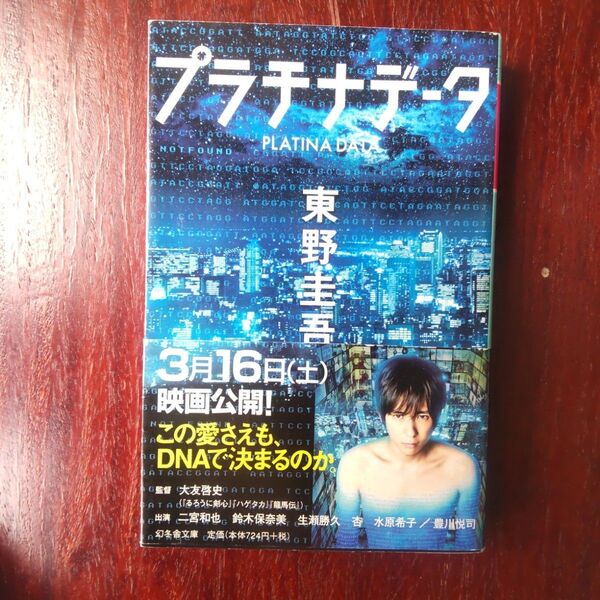 プラチナデータ
PLATINA DATA
NOTFOUND
東野圭吾
3月16日(土)
映画公開!
この愛さえも、
DNAで決まるのか。
監督 大友啓史
(「るろうに剣心」「ハゲタカ」「龍馬伝」)
出演 二宮和也 鈴木保奈美 生瀬勝久 杏 水原希子/豊川悦司
幻冬舎文庫 定価(本体724円+税)